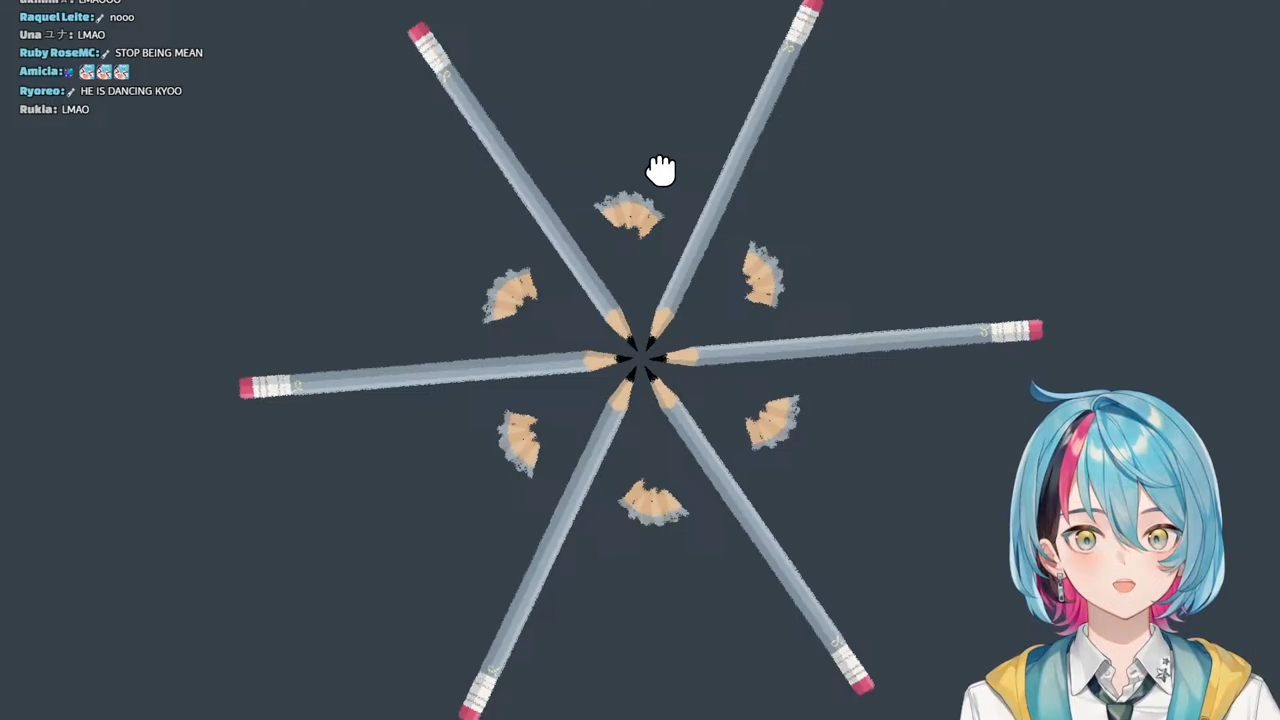 Raquel Leite: nooo
Una ユナ: LMAO
Ruby RoseMC: STOP BEING MEAN
Amicia:
Ryoreo: HE IS DANCING KYOO
Rukia: LMAO